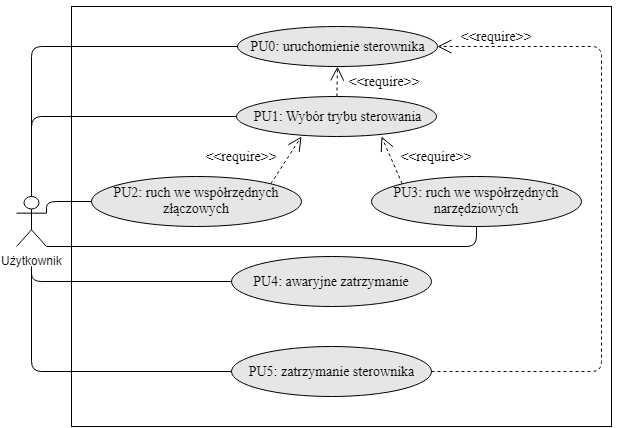 <<require>>
PU0: uruchomienie sterownika
<<require>>
PU1: Wybór trybu sterowania
<<require>>
<<require>>
PU2: ruch we współrzędnych
złączowych
PU3: ruch we współrzędnych
narzędziowych
Użytkownik
PU4: awaryjne zatrzymanie
PU5: zatrzymanie sterownika